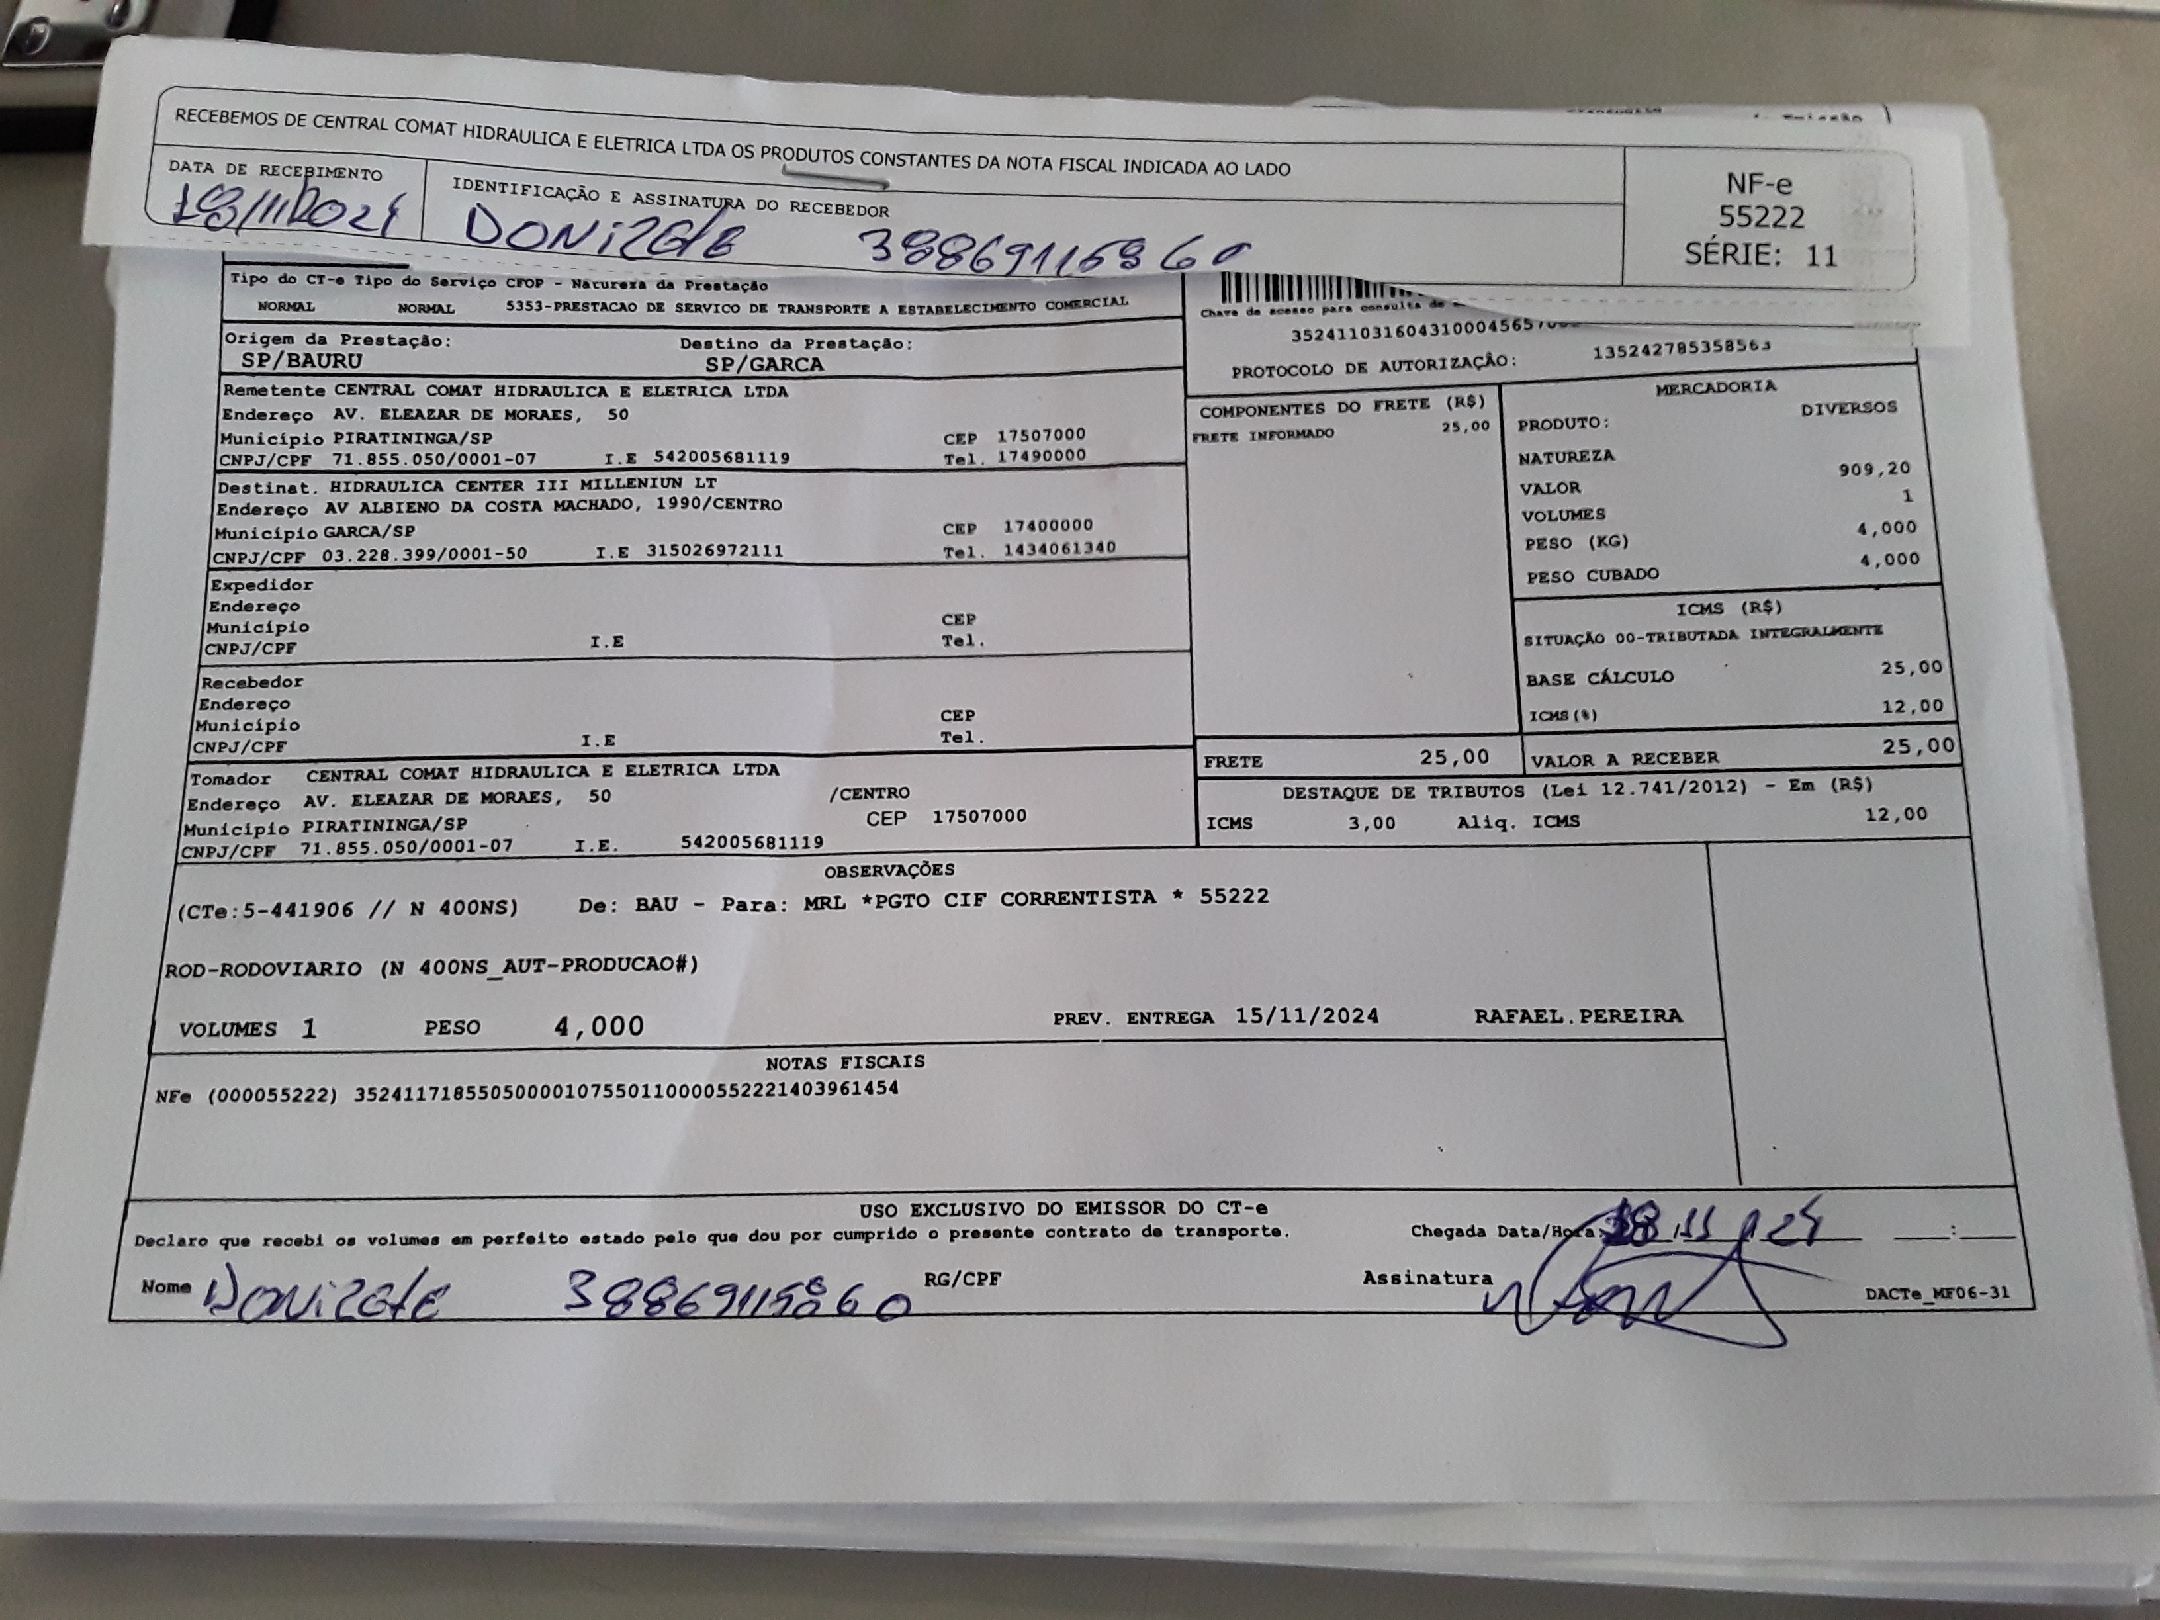 RECEBEMOS DE CENTRAL COMAT HIDRAULICA E ELETRICA LTDA OS PRODUTOS CONSTANTES DA NOTA FISCAL INDICADA AO LADO
DATA DE RECEBIMENTO
IDENTIFICAÇÃO E ASSINATURA DO RECEBEDOR
DONIZETE
NF-e
55222
SÉRIE: 11
Tipo do CT-e Tipo do Serviço CFOP - Natureza da Prestação
NORMAL NORMAL 5353-PRESTACAO DE SERVICO DE TRANSPORTE A ESTABELECIMENTO COMERCIAL
Chave de acesso para consulta de
PROTOCOLO DE AUTORIZAÇÃO: 135242785358563
Origem da Prestação: Destino da Prestação:
SP/BAURU SP/GARCA
Remetente CENTRAL COMAT HIDRAULICA E ELETRICA LTDA
Endereço AV. ELEAZAR DE MORAES, 50
Município PIRATININGA/SP CEP 17507000
CNPJ/CPF 71.855.050/0001-07 I.E 542005681119 Tel. 17490000
Destinat. HIDRAULICA CENTER III MILLENIUN LT
Endereço AV ALBIENO DA COSTA MACHADO, 1990/CENTRO
Município GARCA/SP CEP 17400000
CNPJ/CPF 03.228.399/0001-50 I.E 315026972111 Tel. 1434061340
Expedidor
Endereço
Município CEP
CNPJ/CPF I.E Tel.
Recebedor
Endereço
Município CEP
CNPJ/CPF I.E Tel.
Tomador CENTRAL COMAT HIDRAULICA E ELETRICA LTDA
Endereço AV. ELEAZAR DE MORAES, 50 /CENTRO
Município PIRATININGA/SP CEP 17507000
CNPJ/CPF 71.855.050/0001-07 I.E. 542005681119
COMPONENTES DO FRETE (R$)
FRETE INFORMADO 25,00
MERCADORIA
PRODUTO: DIVERSOS
NATUREZA
VALOR 909,20
VOLUMES 1
PESO (KG) 4,000
PESO CUBADO 4,000
ICMS (R$)
SITUAÇÃO 00-TRIBUTADA INTEGRALMENTE
BASE CÁLCULO 25,00
ICMS(%) 12,00
FRETE 25,00 VALOR A RECEBER 25,00
DESTAQUE DE TRIBUTOS (Lei 12.741/2012) - Em (R$)
ICMS 3,00 Aliq. ICMS 12,00
OBSERVAÇÕES
(CTe:5-441906 // N 400NS) De: BAU - Para: MRL *PGTO CIF CORRENTISTA * 55222
ROD-RODOVIARIO (N 400NS_AUT-PRODUCAO#)
VOLUMES 1 PESO 4,000 PREV. ENTREGA 15/11/2024 RAFAEL.PEREIRA
NOTAS FISCAIS
NFe (000055222) 35241171855050000107550110000552221403961454
USO EXCLUSIVO DO EMISSOR DO CT-e
Declaro que recebi os volumes em perfeito estado pelo que dou por cumprido o presente contrato de transporte. Chegada Data/Hora:
Nome DONIZETE RG/CPF Assinatura DACTe_MF06-31